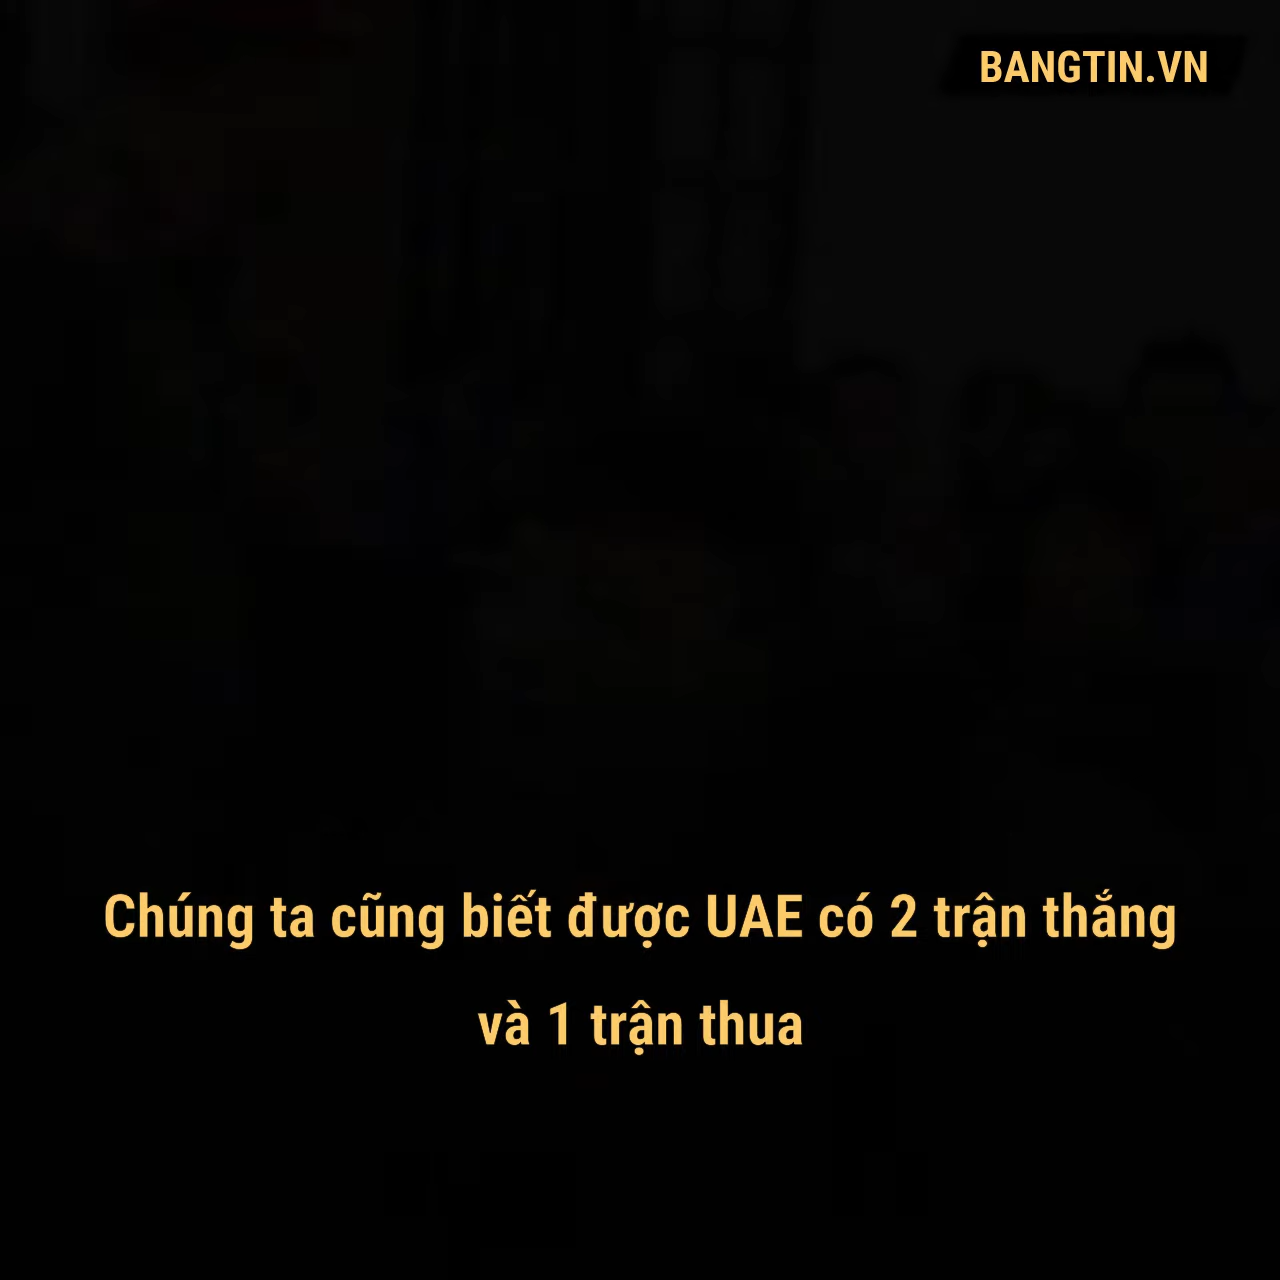 BANGTIN.VN
Chúng ta cũng biết được UAE có 2 trận thắng
và 1 trận thua